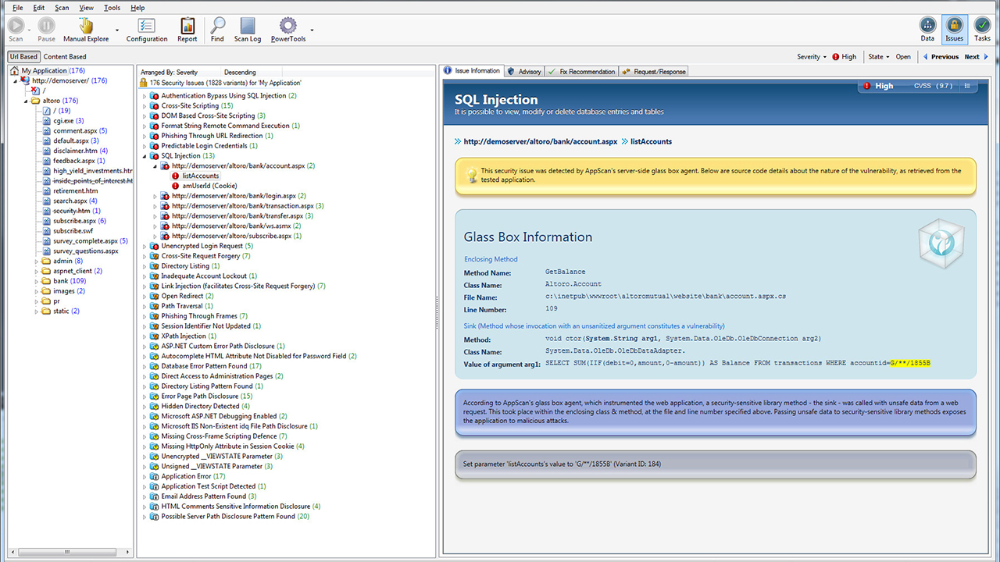 File Edit Scan View Tools Help
Scan Pause Manual Explore Configuration Report Find Scan Log PowerTools Data Issues Tasks
Url Based Content Based Severity High State Open Previous Next
My Application (176)
http://demoserver/ (176)
/
altoro (176)
/ (19)
cgi.exe (3)
comment.aspx (5)
default.aspx (3)
disclaimer.htm (4)
feedback.aspx (1)
high_yield_investments.htm
inside_points_of_interest.ht
retirement.htm
search.aspx (4)
security.htm (1)
subscribe.aspx (6)
subscribe.swf
survey_complete.aspx (5)
survey_questions.aspx
admin (8)
aspnet_client (2)
bank (109)
images (2)
pr
static (2)
Arranged By: Severity Descending
176 Security Issues (1828 variants) for 'My Application'
Authentication Bypass Using SQL Injection (2)
Cross-Site Scripting (15)
DOM Based Cross-Site Scripting (3)
Format String Remote Command Execution (1)
Phishing Through URL Redirection (1)
Predictable Login Credentials (1)
SQL Injection (13)
http://demoserver/altoro/bank/account.aspx (2)
listAccounts
amUserId (Cookie)
http://demoserver/altoro/bank/login.aspx (2)
http://demoserver/altoro/bank/transaction.aspx (3)
http://demoserver/altoro/bank/transfer.aspx (3)
http://demoserver/altoro/bank/ws.asmx (2)
http://demoserver/altoro/subscribe.aspx (1)
Unencrypted Login Request (5)
Cross-Site Request Forgery (7)
Directory Listing (1)
Inadequate Account Lockout (1)
Link Injection (facilitates Cross-Site Request Forgery) (7)
Open Redirect (2)
Path Traversal (1)
Phishing Through Frames (7)
Session Identifier Not Updated (1)
XPath Injection (1)
ASP.NET Custom Error Path Disclosure (1)
Autocomplete HTML Attribute Not Disabled for Password Field (2)
Database Error Pattern Found (17)
Direct Access to Administration Pages (2)
Directory Listing Pattern Found (1)
Error Page Path Disclosure (15)
Hidden Directory Detected (4)
Microsoft ASP.NET Debugging Enabled (2)
Microsoft IIS Non-Existent idq File Path Disclosure (1)
Missing Cross-Frame Scripting Defence (7)
Missing HttpOnly Attribute in Session Cookie (4)
Unencrypted __VIEWSTATE Parameter (3)
Unsigned __VIEWSTATE Parameter (3)
Application Error (17)
Application Test Script Detected (1)
Email Address Pattern Found (3)
HTML Comments Sensitive Information Disclosure (4)
Possible Server Path Disclosure Pattern Found (20)
Issue Information Advisory Fix Recommendation Request/Response
High CVSS (9.7)
SQL Injection
It is possible to view, modify or delete database entries and tables
http://demoserver/altoro/bank/account.aspx listAccounts
This security issue was detected by AppScan's server-side glass box agent. Below are source code details about the nature of the vulnerability, as retrieved from the
tested application.
Glass Box Information
Enclosing Method
Method Name: GetBalance
Class Name: Altoro.Account
File Name: c:\inetpub\wwwroot\altoromutual\website\bank\account.aspx.cs
Line Number: 109
Sink (Method whose invocation with an unsanitized argument constitutes a vulnerability)
Method: void ctor(System.String arg1, System.Data.OleDb.OleDbConnection arg2)
Class Name: System.Data.OleDb.OleDbDataAdapter.
Value of argument arg1: SELECT SUM(IIF(debit=0,amount,0-amount)) AS Balance FROM transactions WHERE accountid=G/**/1855B
According to AppScan's glass box agent, which instrumented the web application, a security-sensitive library method - the sink - was called with unsafe data from a web
request. This took place within the enclosing class & method, at the file and line number specified above. Passing unsafe data to security-sensitive library methods exposes
the application to malicious attacks.
Set parameter 'listAccounts's value to 'G/**/1855B' (Variant ID: 184)